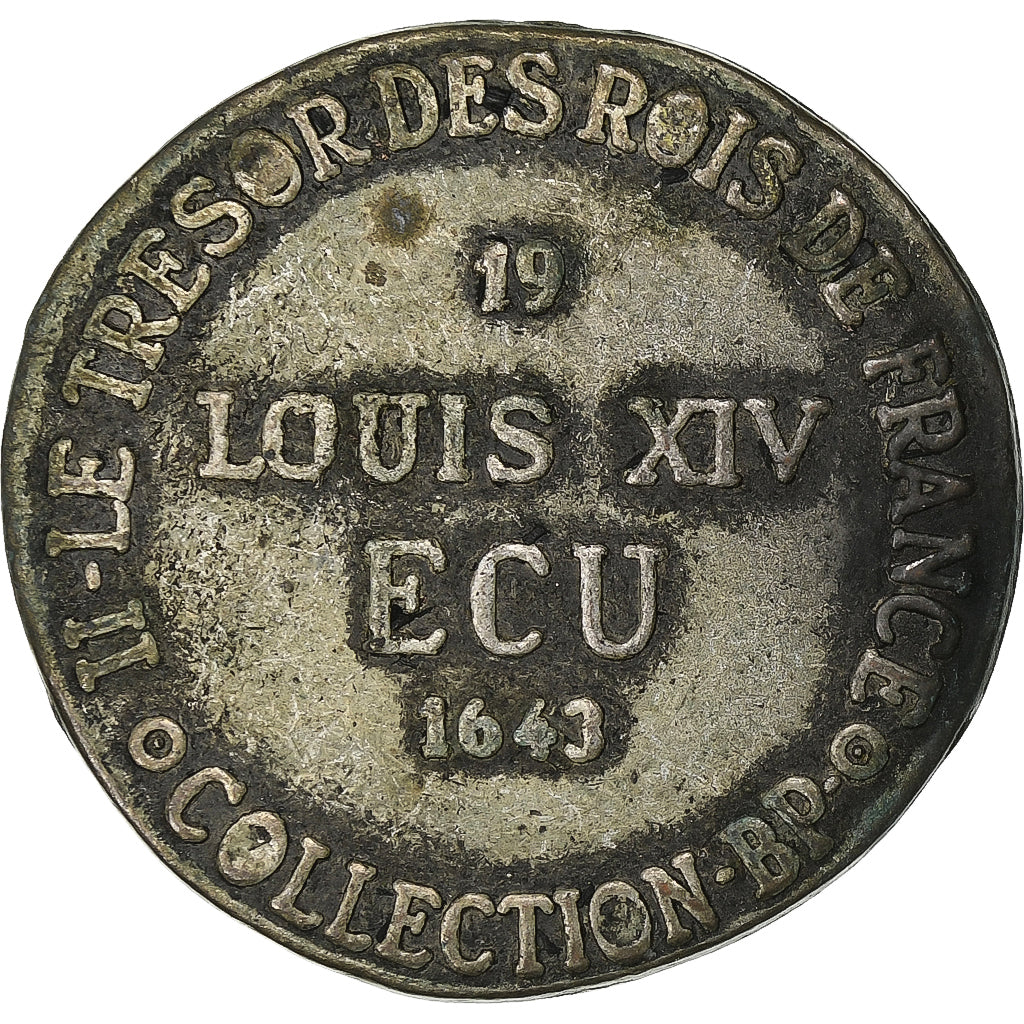 II - LE TRESOR DES ROIS DE FRANCE
19
LOUIS XIV
ECU
1643
COLLECTION - BP -